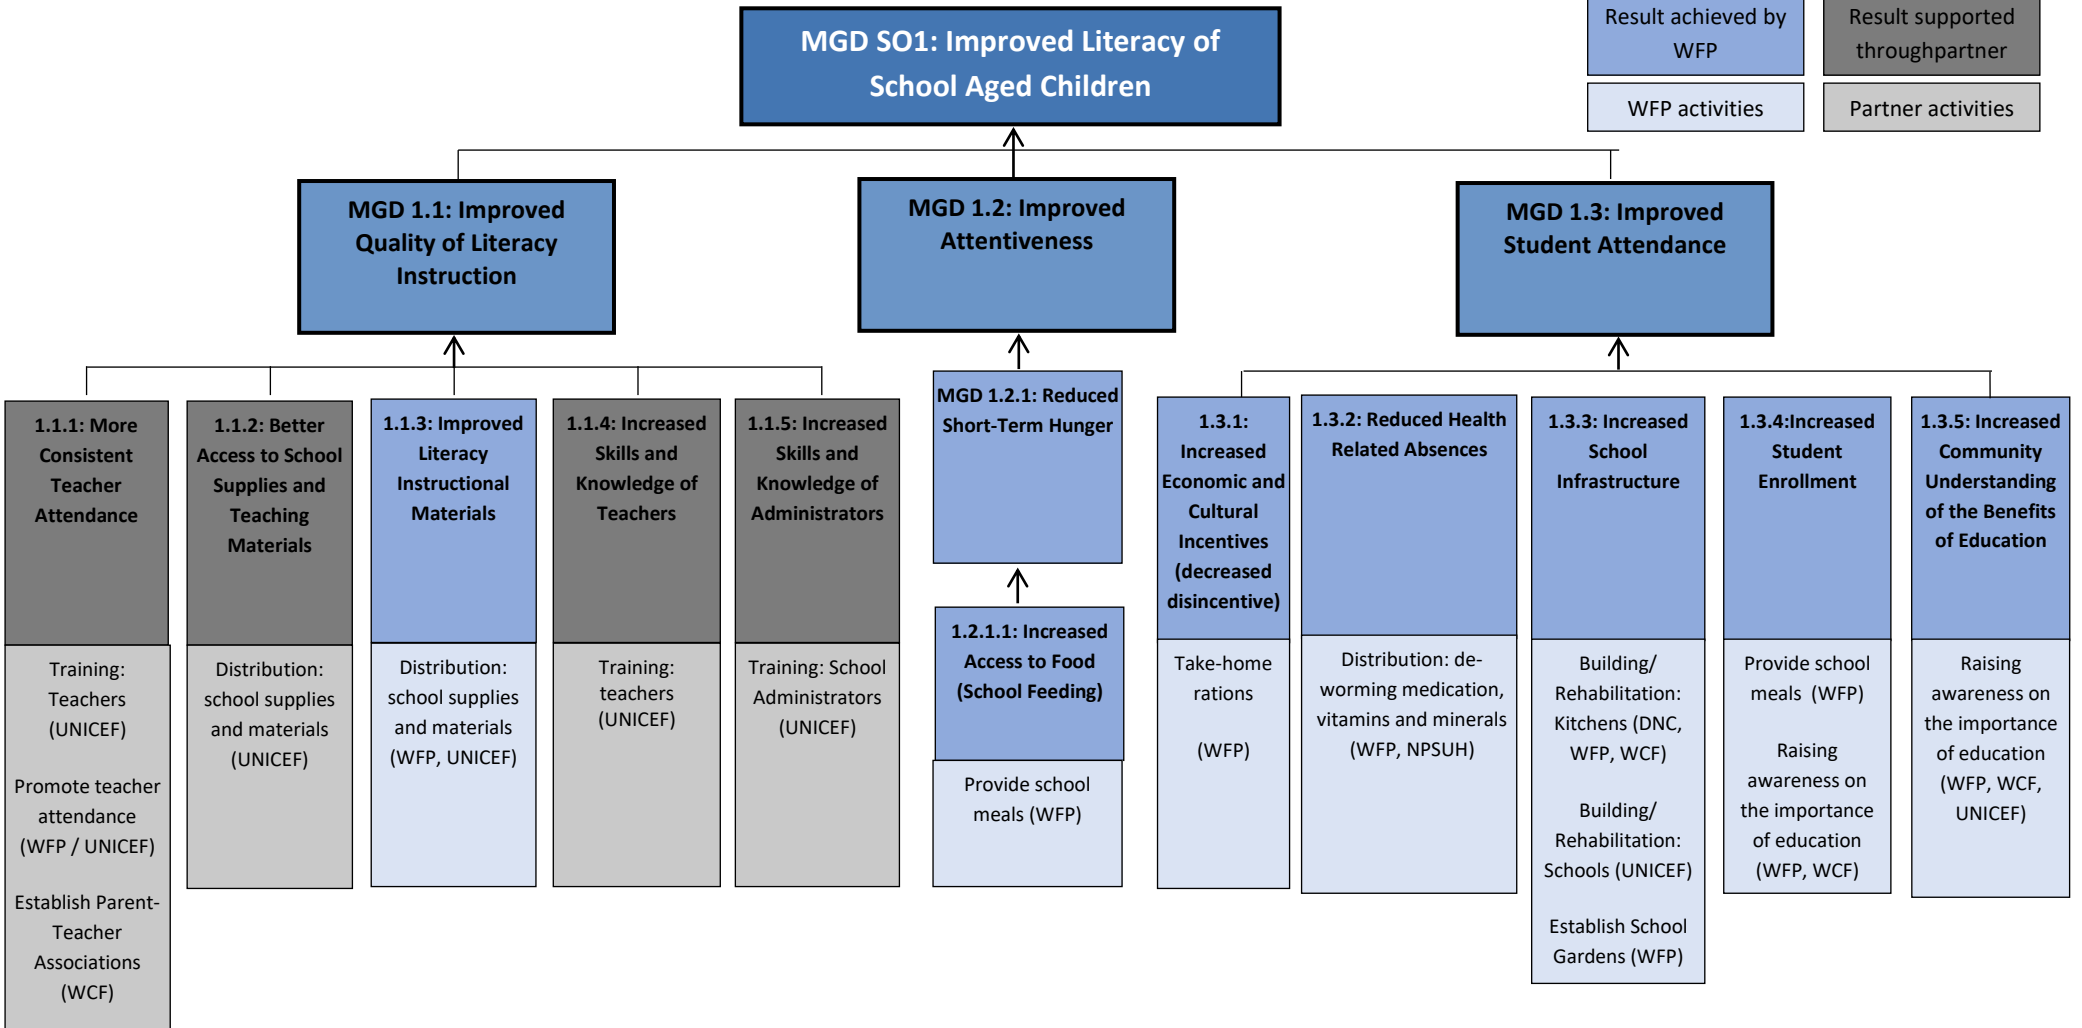 MGD SO1: Improved Literacy of
School Aged Children
Result achieved by
WFP
Result supported
throughpartner
WFP activities
Partner activities
MGD 1.1: Improved
Quality of Literacy
Instruction
MGD 1.2: Improved
Attentiveness
MGD 1.3: Improved
Student Attendance
1.1.1: More
Consistent
Teacher
Attendance
Training:
Teachers
(UNICEF)
Promote teacher
attendance
(WFP / UNICEF)
Establish Parent-
Teacher
Associations
(WCF)
1.1.2: Better
Access to School
Supplies and
Teaching
Materials
Distribution:
school supplies
and materials
(UNICEF)
1.1.3: Improved
Literacy
Instructional
Materials
Distribution:
school supplies
and materials
(WFP, UNICEF)
1.1.4: Increased
Skills and
Knowledge of
Teachers
Training:
teachers
(UNICEF)
1.1.5: Increased
Skills and
Knowledge of
Administrators
Training: School
Administrators
(UNICEF)
MGD 1.2.1: Reduced
Short-Term Hunger
1.2.1.1: Increased
Access to Food
(School Feeding)
Provide school
meals (WFP)
1.3.1:
Increased
Economic and
Cultural
Incentives
(decreased
disincentive)
Take-home
rations
(WFP)
1.3.2: Reduced Health
Related Absences
Distribution: de-
worming medication,
vitamins and minerals
(WFP, NPSUH)
1.3.3: Increased
School
Infrastructure
Building/
Rehabilitation:
Kitchens (DNC,
WFP, WCF)
Building/
Rehabilitation:
Schools (UNICEF)
Establish School
Gardens (WFP)
1.3.4:Increased
Student
Enrollment
Provide school
meals (WFP)
Raising
awareness on
the importance
of education
(WFP, WCF)
1.3.5: Increased
Community
Understanding
of the Benefits
of Education
Raising
awareness on
the importance
of education
(WFP, WCF,
UNICEF)